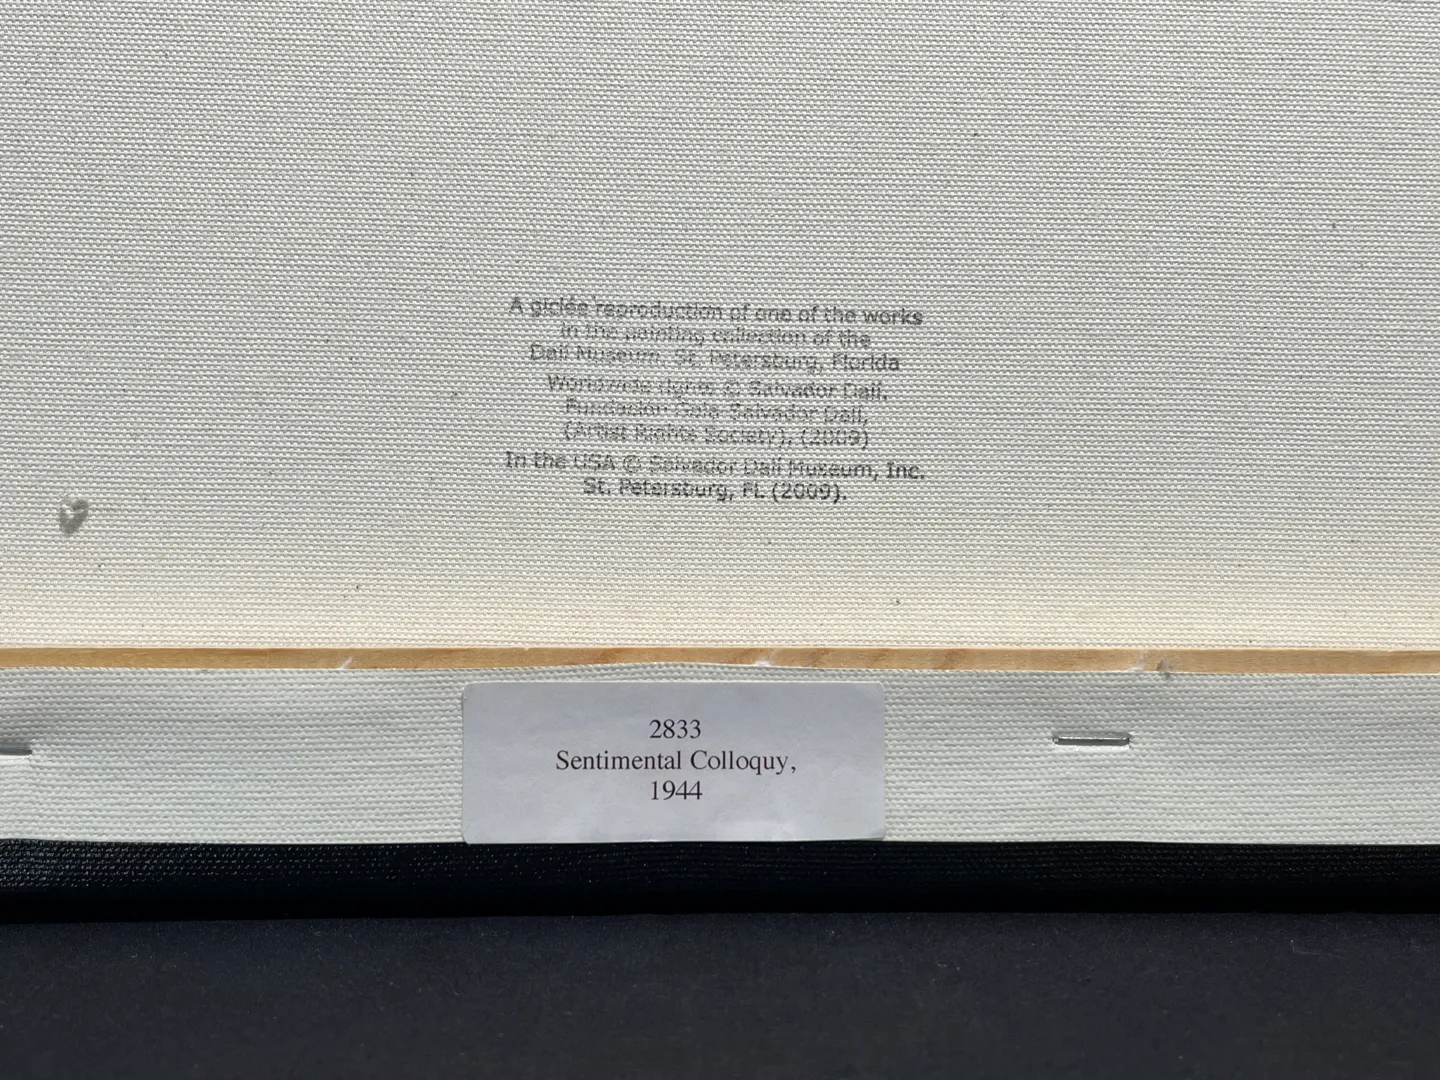 A giclée reproduction of one of the works
in the painting collection of the
Dali Museum, St. Petersburg, Florida
Worldwide rights © Salvador Dalí.
Fundacion Gala-Salvador Dalí,
(Artist Rights Society), (2009)
In the USA © Salvador Dalí Museum, Inc.
St. Petersburg, FL (2009).
2833
Sentimental Colloquy,
1944